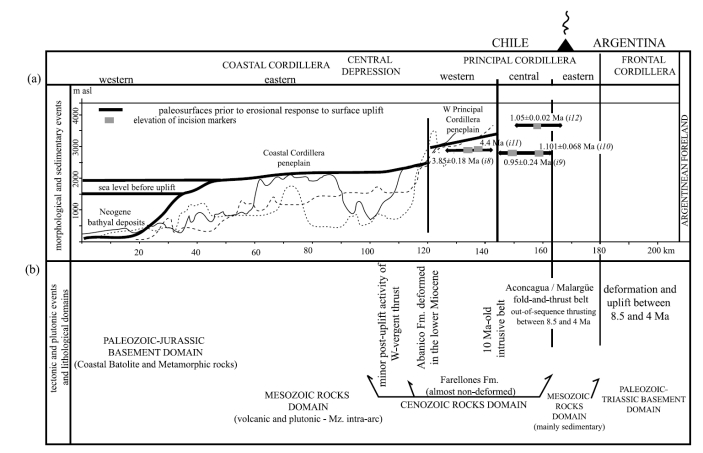 CHILE
ARGENTINA
COASTAL CORDILLERA
CENTRAL
DEPRESSION
PRINCIPAL CORDILLERA
FRONTAL
CORDILLERA
western
eastern
western
central
eastern
(a)
m asl
morphological and sedimentary events
4000
3000
2000
1000
paleosurfaces prior to erosional response to surface uplift
elevation of incision markers
W Principal
Cordillera
peneplain
1.05±0.0.02 Ma (i12)
4.4 Ma (i11)
1.101±0.068 Ma (i10)
3.85±0.18 Ma (i8)
0.95±0.24 Ma (i9)
Coastal Cordillera
peneplain
sea level before uplift
Neogene
bathyal deposits
0
20
40
60
80
100
120
140
160
180
200 km
ARGENTINEAN FORELAND
(b)
tectonic and plutonic events
and lithological domains
minor post-uplift activity of
W-vergent thrust
Abanico Fm. deformed
in the lower Miocene
10 Ma-old
intrusive belt
Aconcagua / Malargüe
fold-and-thrust belt
out-of-sequence thrusting
between 8.5 and 4 Ma
deformation and
uplift between
8.5 and 4 Ma
PALEOZOIC-JURASSIC
BASEMENT DOMAIN
(Coastal Batolite and Metamorphic rocks)
MESOZOIC ROCKS
DOMAIN
(volcanic and plutonic - Mz. intra-arc)
Farellones Fm.
(almost non-deformed)
CENOZOIC ROCKS DOMAIN
MESOZOIC
ROCKS
DOMAIN
(mainly sedimentary)
PALEOZOIC-
TRIASSIC BASEMENT
DOMAIN